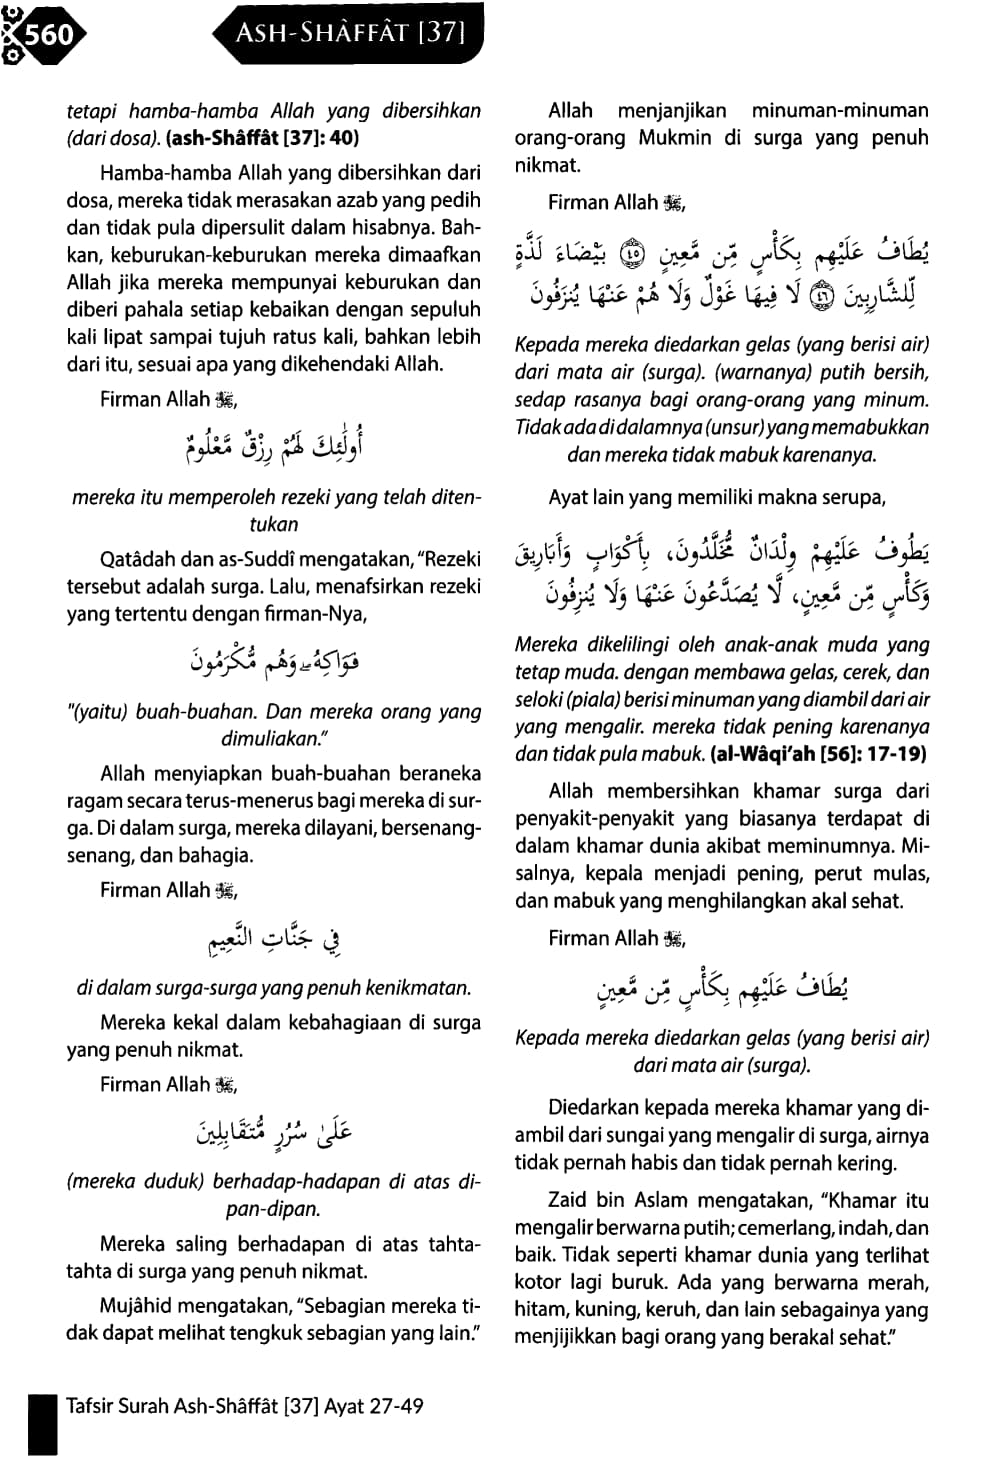 560
ASH-SHÂFFÂT [37]
tetapi hamba-hamba Allah yang dibersihkan
(dari dosa). (ash-Shâffât [37]: 40)
Hamba-hamba Allah yang dibersihkan dari
dosa, mereka tidak merasakan azab yang pedih
dan tidak pula dipersulit dalam hisabnya. Bah-
kan, keburukan-keburukan mereka dimaafkan
Allah jika mereka mempunyai keburukan dan
diberi pahala setiap kebaikan dengan sepuluh
kali lipat sampai tujuh ratus kali, bahkan lebih
dari itu, sesuai apa yang dikehendaki Allah.
Firman Allah ﷻ,
أُولَٰئِكَ لَهُمْ رِزْقٌ مَّعْلُومٌ
mereka itu memperoleh rezeki yang telah diten-
tukan
Qatâdah dan as-Suddî mengatakan, “Rezeki
tersebut adalah surga. Lalu, menafsirkan rezeki
yang tertentu dengan firman-Nya,
فَوَاكِهُ ۖ وَهُم مُّكْرَمُونَ
"(yaitu) buah-buahan. Dan mereka orang yang
dimuliakan."
Allah menyiapkan buah-buahan beraneka
ragam secara terus-menerus bagi mereka di sur-
ga. Di dalam surga, mereka dilayani, bersenang-
senang, dan bahagia.
Firman Allah ﷻ,
فِي جَنَّاتِ النَّعِيمِ
di dalam surga-surga yang penuh kenikmatan.
Mereka kekal dalam kebahagiaan di surga
yang penuh nikmat.
Firman Allah ﷻ,
عَلَىٰ سُرُرٍ مُّتَقَابِلِينَ
(mereka duduk) berhadap-hadapan di atas di-
pan-dipan.
Mereka saling berhadapan di atas tahta-
tahta di surga yang penuh nikmat.
Mujâhid mengatakan, “Sebagian mereka ti-
dak dapat melihat tengkuk sebagian yang lain.”
Allah menjanjikan minuman-minuman
orang-orang Mukmin di surga yang penuh
nikmat.
Firman Allah ﷻ,
يُطَافُ عَلَيْهِم بِكَأْسٍ مِّن مَّعِينٍ ﴿٤٥﴾ بَيْضَاءَ لَذَّةٍ
لِّلشَّارِبِينَ ﴿٤٦﴾ لَا فِيهَا غَوْلٌ وَلَا هُمْ عَنْهَا يُنزَفُونَ
Kepada mereka diedarkan gelas (yang berisi air)
dari mata air (surga). (warnanya) putih bersih,
sedap rasanya bagi orang-orang yang minum.
Tidak ada di dalamnya (unsur) yang memabukkan
dan mereka tidak mabuk karenanya.
Ayat lain yang memiliki makna serupa,
يَطُوفُ عَلَيْهِمْ وِلْدَانٌ مُّخَلَّدُونَ، بِأَكْوَابٍ وَأَبَارِيقَ
وَكَأْسٍ مِّن مَّعِينٍ، لَّا يُصَدَّعُونَ عَنْهَا وَلَا يُنزِفُونَ
Mereka dikelilingi oleh anak-anak muda yang
tetap muda. dengan membawa gelas, cerek, dan
seloki (piala) berisi minuman yang diambil dari air
yang mengalir. mereka tidak pening karenanya
dan tidak pula mabuk. (al-Wâqi’ah [56]: 17-19)
Allah membersihkan khamar surga dari
penyakit-penyakit yang biasanya terdapat di
dalam khamar dunia akibat meminumnya. Mi-
salnya, kepala menjadi pening, perut mulas,
dan mabuk yang menghilangkan akal sehat.
Firman Allah ﷻ,
يُطَافُ عَلَيْهِم بِكَأْسٍ مِّن مَّعِينٍ
Kepada mereka diedarkan gelas (yang berisi air)
dari mata air (surga).
Diedarkan kepada mereka khamar yang di-
ambil dari sungai yang mengalir di surga, airnya
tidak pernah habis dan tidak pernah kering.
Zaid bin Aslam mengatakan, “Khamar itu
mengalir berwarna putih; cemerlang, indah, dan
baik. Tidak seperti khamar dunia yang terlihat
kotor lagi buruk. Ada yang berwarna merah,
hitam, kuning, keruh, dan lain sebagainya yang
menjijikkan bagi orang yang berakal sehat.”
Tafsir Surah Ash-Shâffât [37] Ayat 27-49